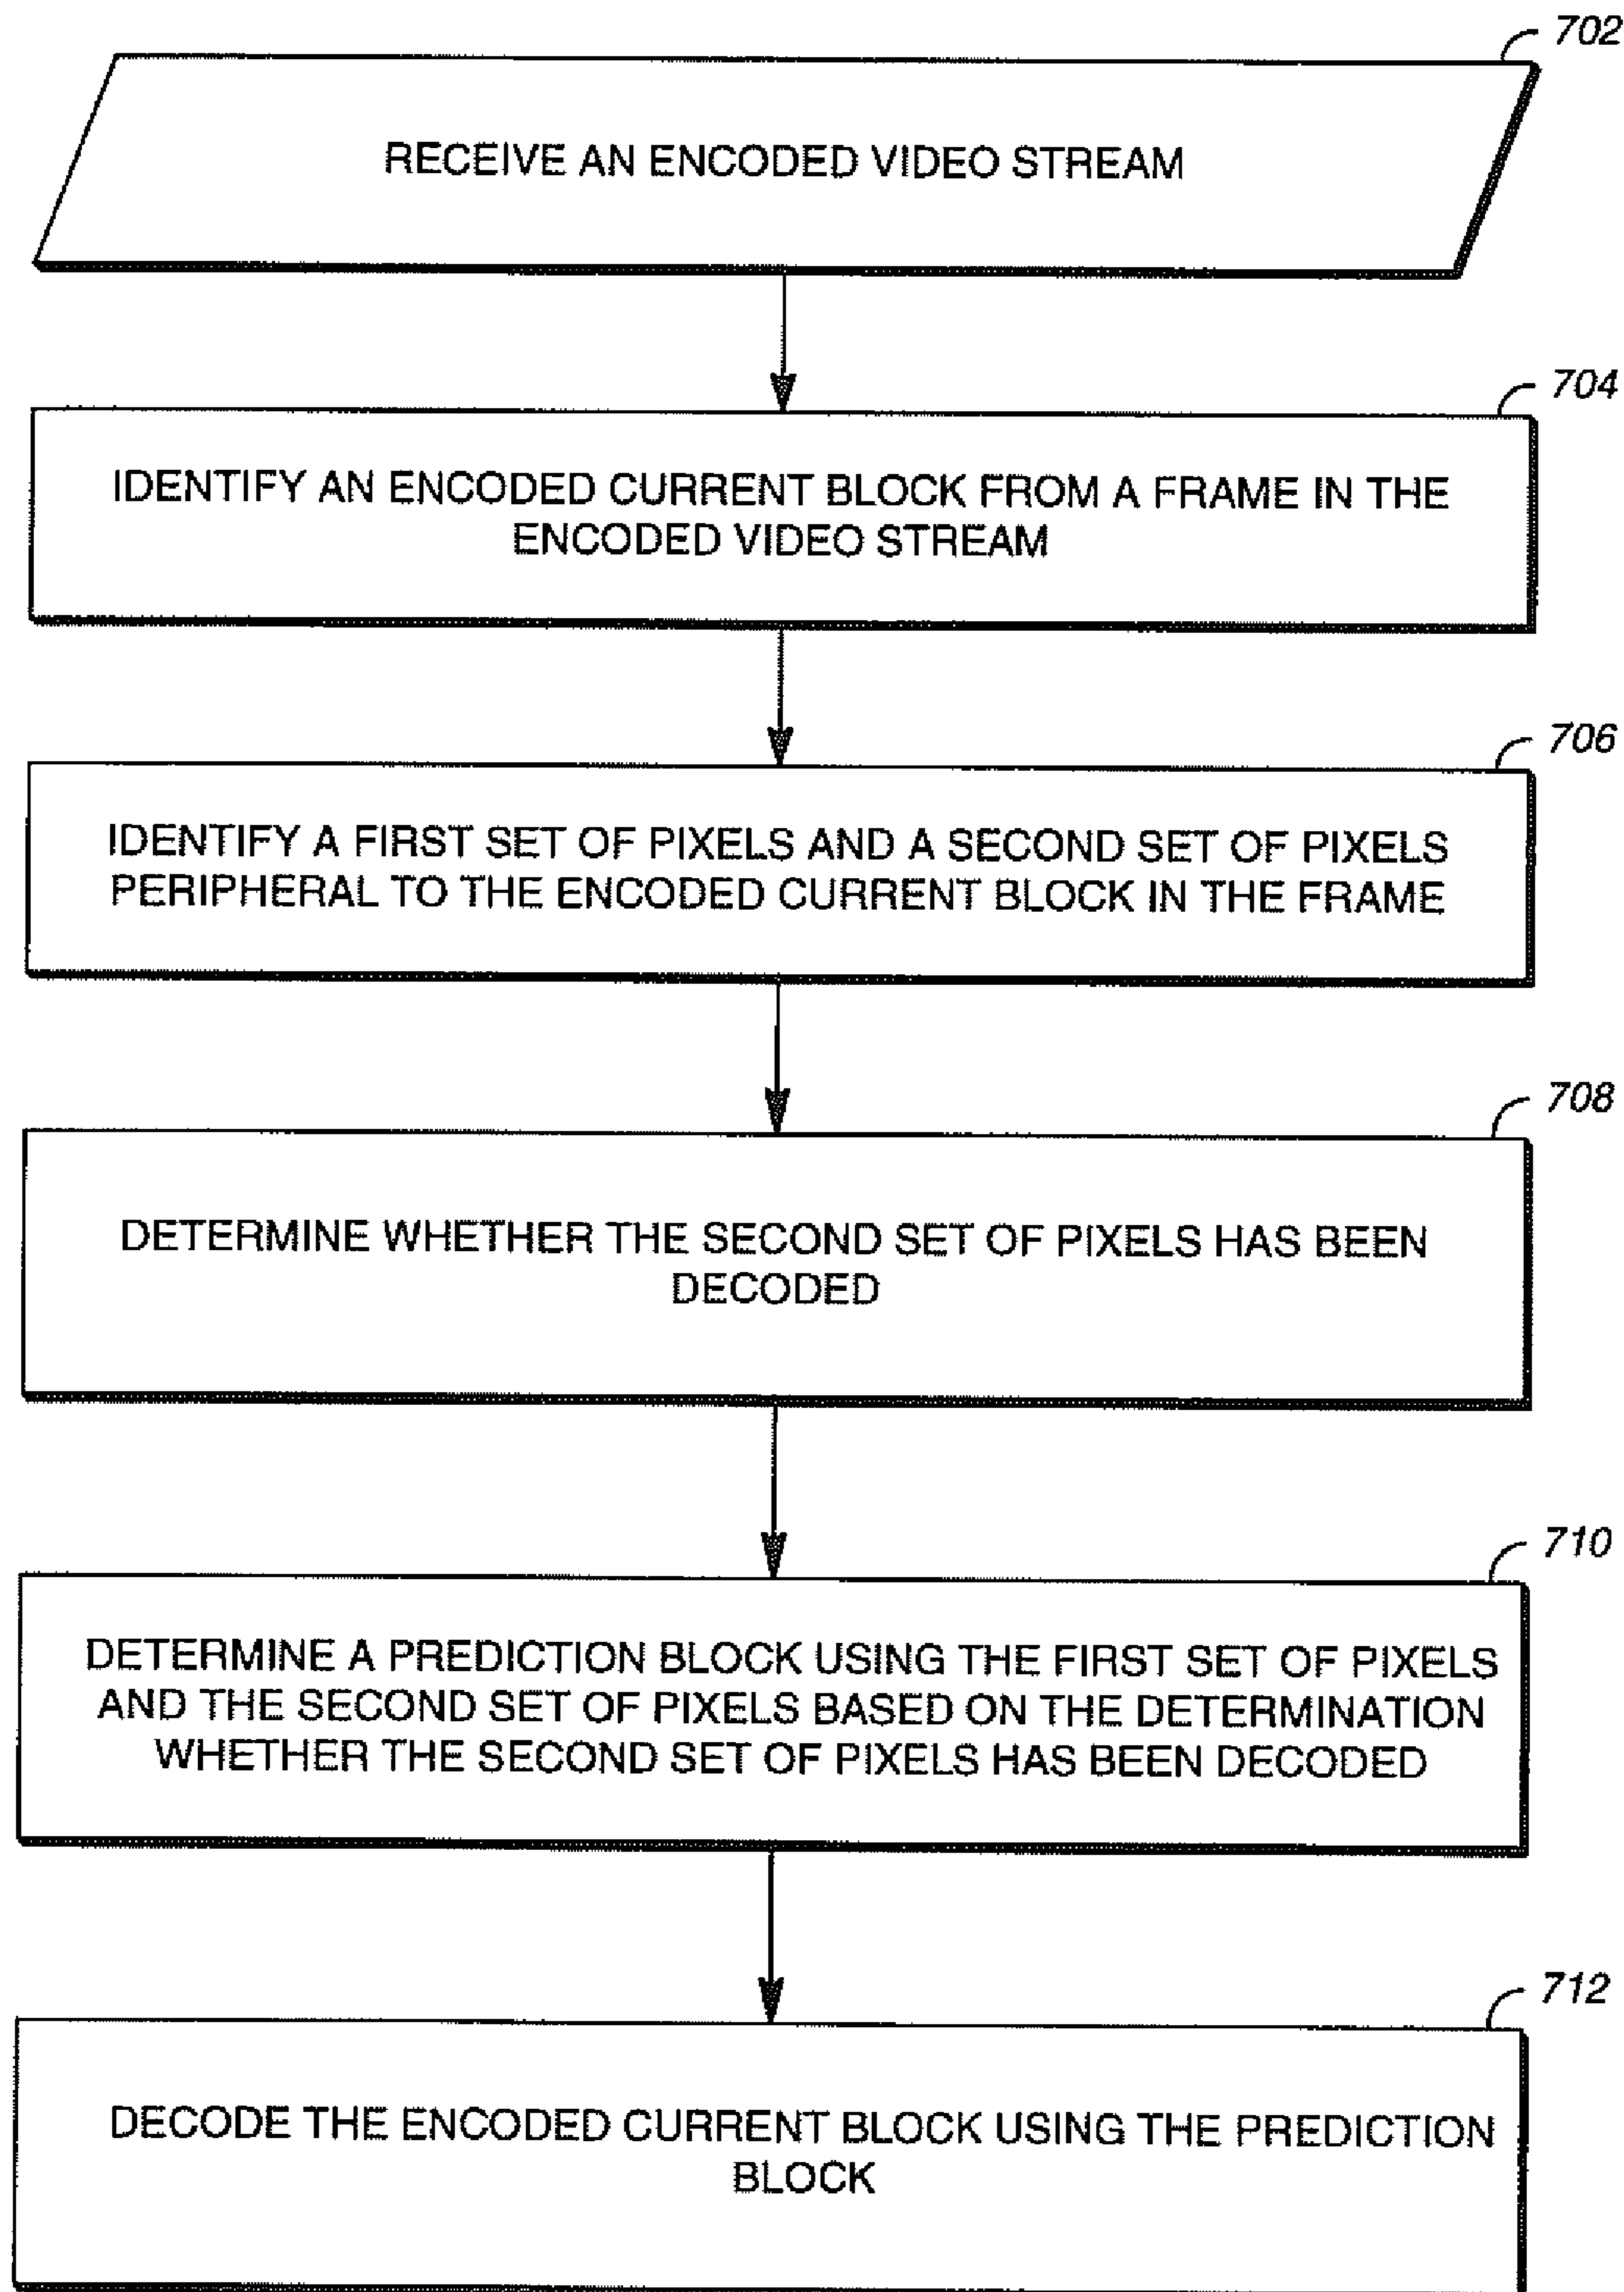 702
RECEIVE AN ENCODED VIDEO STREAM
704
IDENTIFY AN ENCODED CURRENT BLOCK FROM A FRAME IN THE
ENCODED VIDEO STREAM
706
IDENTIFY A FIRST SET OF PIXELS AND A SECOND SET OF PIXELS
PERIPHERAL TO THE ENCODED CURRENT BLOCK IN THE FRAME
708
DETERMINE WHETHER THE SECOND SET OF PIXELS HAS BEEN
DECODED
710
DETERMINE A PREDICTION BLOCK USING THE FIRST SET OF PIXELS
AND THE SECOND SET OF PIXELS BASED ON THE DETERMINATION
WHETHER THE SECOND SET OF PIXELS HAS BEEN DECODED
712
DECODE THE ENCODED CURRENT BLOCK USING THE PREDICTION
BLOCK